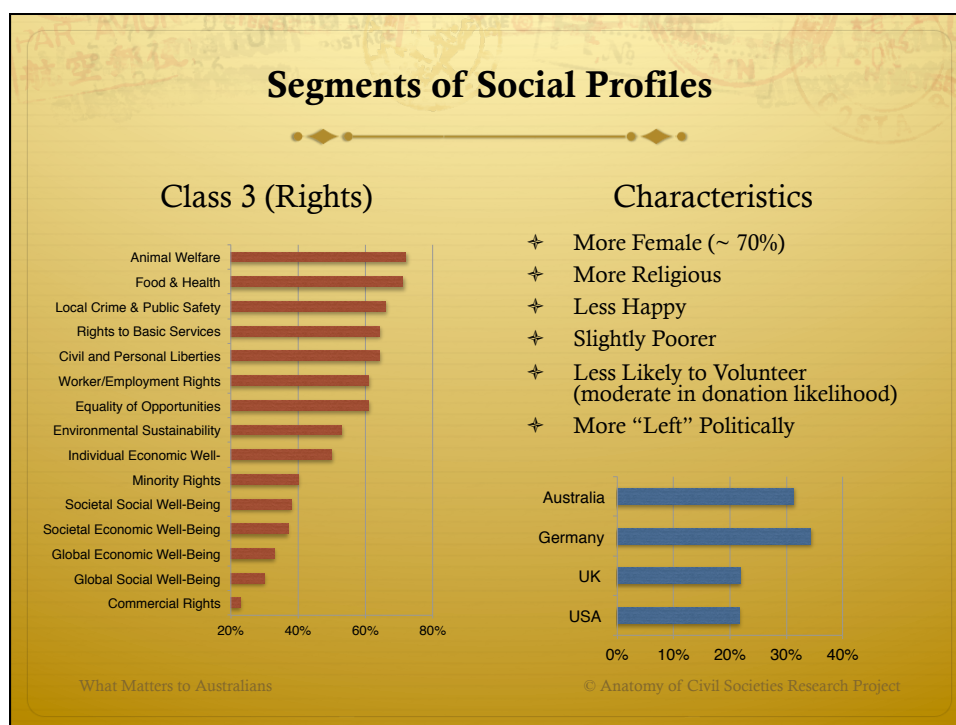 Segments of Social Profiles
Class 3 (Rights)
Animal Welfare
Food & Health
Local Crime & Public Safety
Rights to Basic Services
Civil and Personal Liberties
Worker/Employment Rights
Equality of Opportunities
Environmental Sustainability
Individual Economic Well-
Minority Rights
Societal Social Well-Being
Societal Economic Well-Being
Global Economic Well-Being
Global Social Well-Being
Commercial Rights
20% 40% 60% 80%
Characteristics
More Female (~ 70%)
More Religious
Less Happy
Slightly Poorer
Less Likely to Volunteer
(moderate in donation likelihood)
More “Left” Politically
Australia
Germany
UK
USA
0% 10% 20% 30% 40%
What Matters to Australians
© Anatomy of Civil Societies Research Project